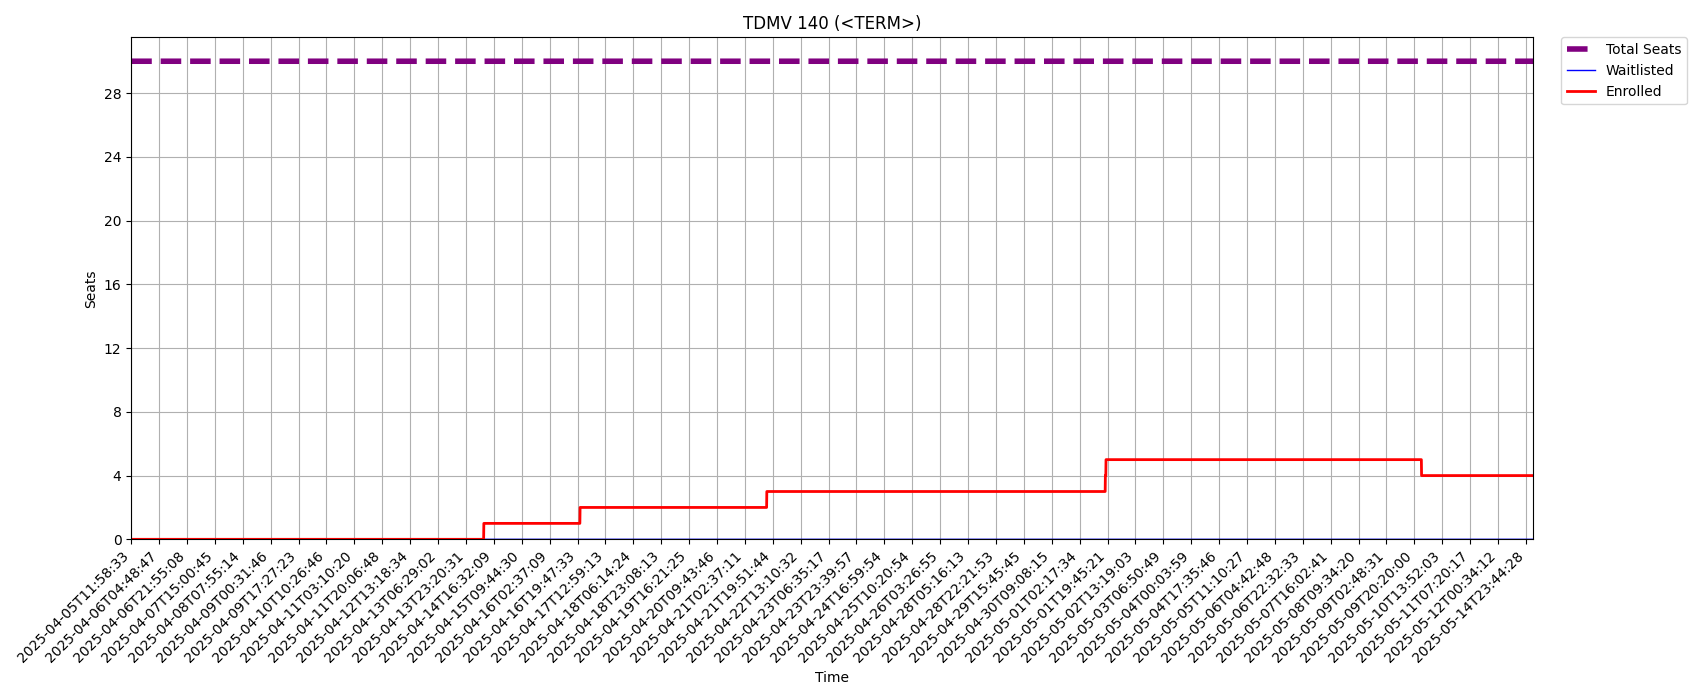 TDMV 140 (<TERM>)
Total Seats
Waitlisted
Enrolled
Seats
28
24
20
16
12
8
4
0
2025-04-05T11:58:33
2025-04-06T04:48:47
2025-04-06T21:55:08
2025-04-07T15:00:45
2025-04-08T07:55:14
2025-04-09T00:31:46
2025-04-09T17:27:23
2025-04-10T10:26:46
2025-04-11T03:10:20
2025-04-11T20:06:48
2025-04-12T13:18:34
2025-04-13T06:29:02
2025-04-13T23:20:31
2025-04-14T16:32:09
2025-04-15T09:44:30
2025-04-16T02:37:09
2025-04-16T19:47:33
2025-04-17T12:59:13
2025-04-18T06:14:24
2025-04-18T23:08:13
2025-04-19T16:21:25
2025-04-20T09:43:46
2025-04-21T02:37:11
2025-04-21T19:51:44
2025-04-22T13:10:32
2025-04-23T06:35:17
2025-04-23T23:39:57
2025-04-24T16:59:54
2025-04-25T10:20:54
2025-04-26T03:26:55
2025-04-28T05:16:13
2025-04-28T22:21:53
2025-04-29T15:45:45
2025-04-30T09:08:15
2025-05-01T02:17:34
2025-05-01T19:45:21
2025-05-02T13:19:03
2025-05-03T06:50:49
2025-05-04T00:03:59
2025-05-04T17:35:46
2025-05-05T11:10:27
2025-05-06T04:42:48
2025-05-06T22:32:33
2025-05-07T16:02:41
2025-05-08T09:34:20
2025-05-09T02:48:31
2025-05-09T20:20:00
2025-05-10T13:52:03
2025-05-11T07:20:17
2025-05-12T00:34:12
2025-05-14T23:44:28
Time